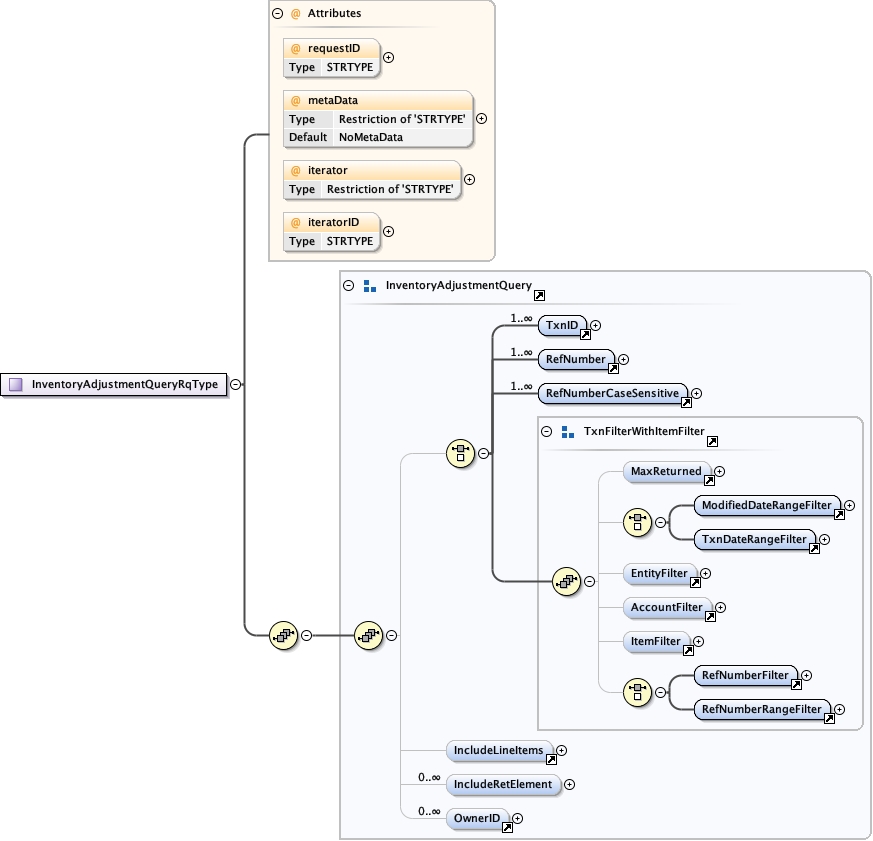 @ Attributes
@ requestID
Type STRTYPE
@ metaData
Type Restriction of 'STRTYPE'
Default NoMetaData
@ iterator
Type Restriction of 'STRTYPE'
@ iteratorID
Type STRTYPE
InventoryAdjustmentQueryRqType
InventoryAdjustmentQuery
1..∞ TxnID
1..∞ RefNumber
1..∞ RefNumberCaseSensitive
TxnFilterWithItemFilter
MaxReturned
ModifiedDateRangeFilter
TxnDateRangeFilter
EntityFilter
AccountFilter
ItemFilter
RefNumberFilter
RefNumberRangeFilter
IncludeLineItems
0..∞ IncludeRetElement
0..∞ OwnerID